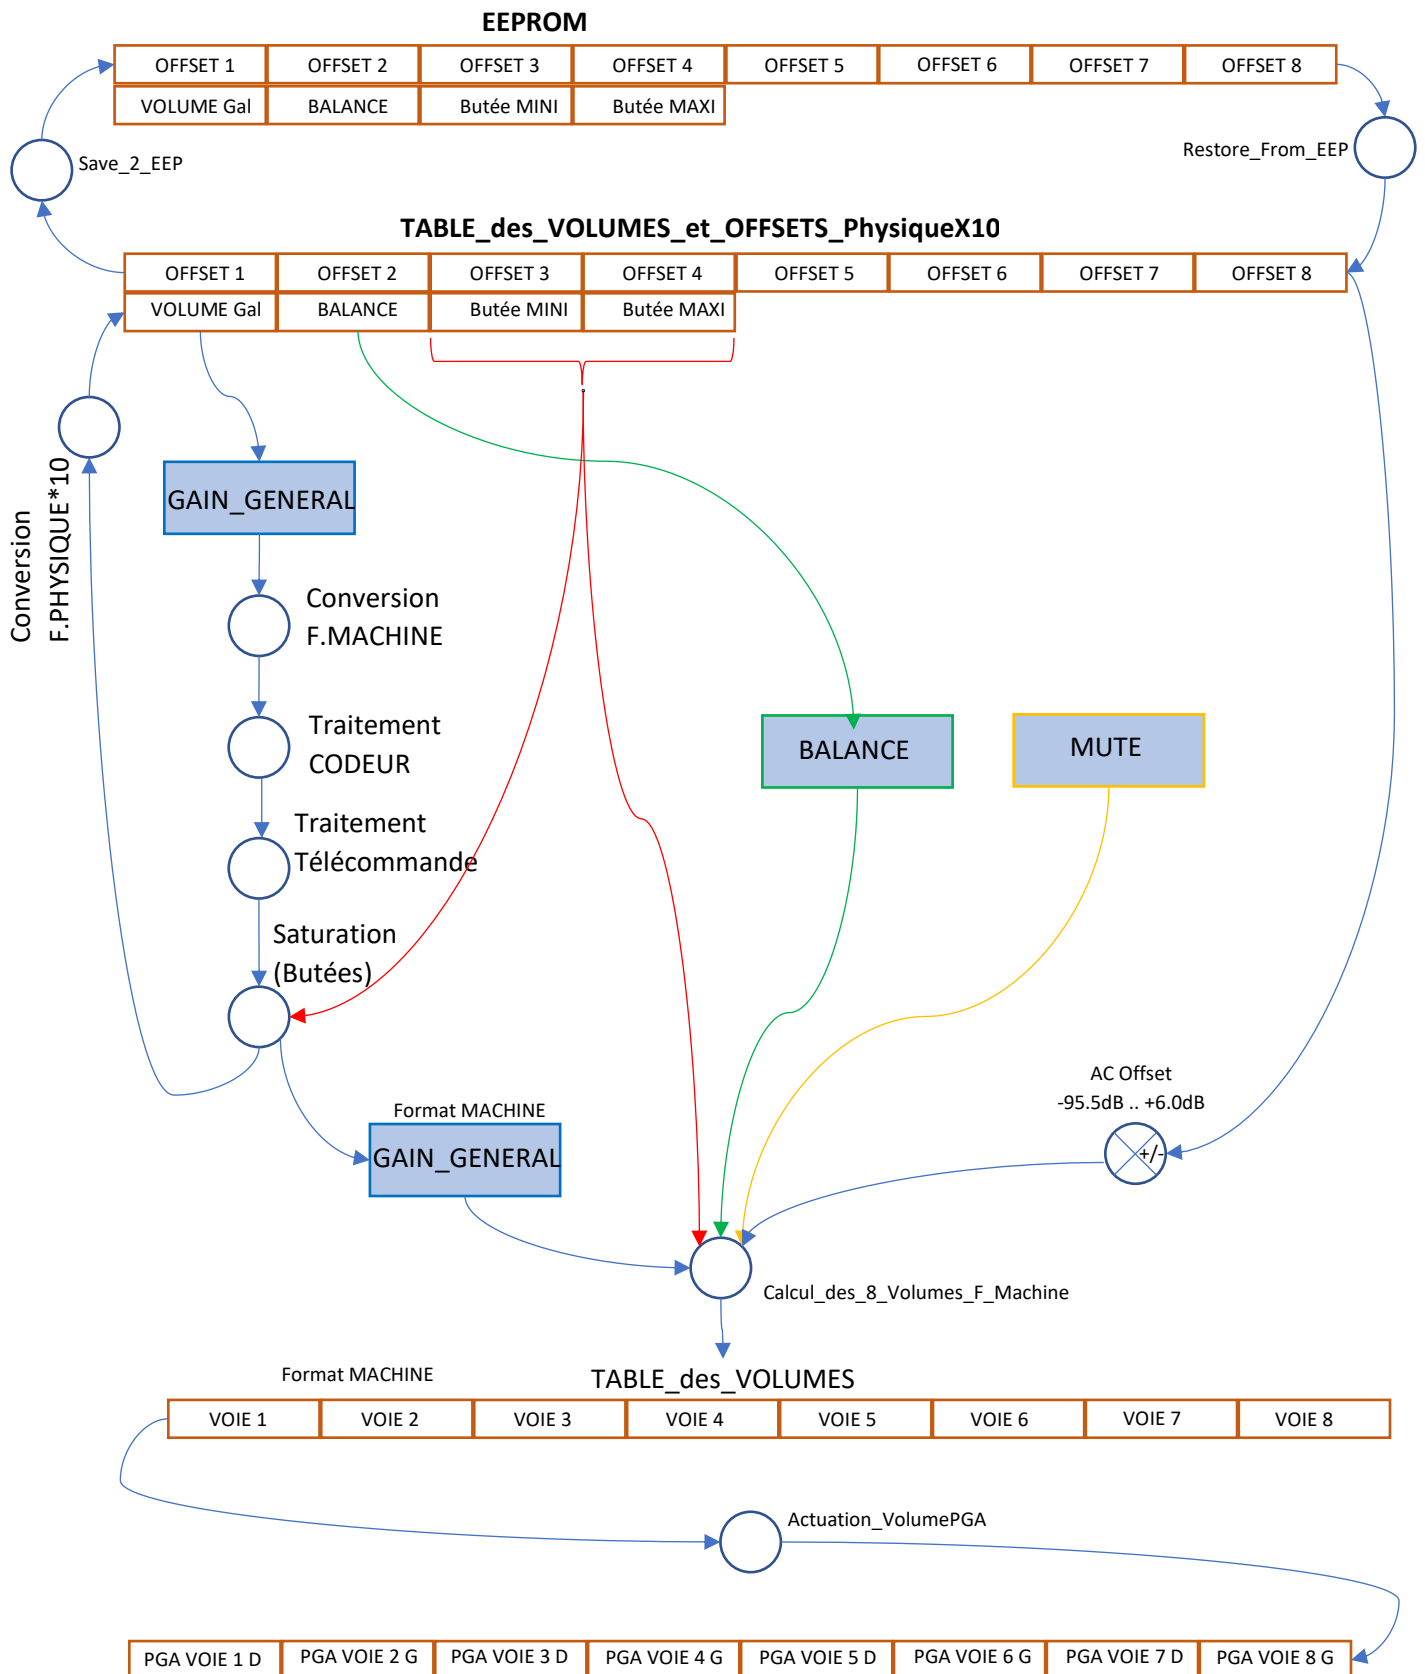 EEPROM
OFFSET 1 OFFSET 2 OFFSET 3 OFFSET 4 OFFSET 5 OFFSET 6 OFFSET 7 OFFSET 8
VOLUME Gal BALANCE Butée MINI Butée MAXI
Save_2_EEP
Restore_From_EEP
TABLE_des_VOLUMES_et_OFFSETS_PhysiqueX10
OFFSET 1 OFFSET 2 OFFSET 3 OFFSET 4 OFFSET 5 OFFSET 6 OFFSET 7 OFFSET 8
VOLUME Gal BALANCE Butée MINI Butée MAXI
Conversion
F.PHYSIQUE*10
GAIN_GENERAL
Conversion
F.MACHINE
Traitement
CODEUR
BALANCE
MUTE
Traitement
Télécommande
Saturation
(Butées)
AC Offset
-95.5dB .. +6.0dB
+/-
Format MACHINE
GAIN_GENERAL
Calcul_des_8_Volumes_F_Machine
Format MACHINE
TABLE_des_VOLUMES
VOIE 1 VOIE 2 VOIE 3 VOIE 4 VOIE 5 VOIE 6 VOIE 7 VOIE 8
Actuation_VolumePGA
PGA VOIE 1 D PGA VOIE 2 G PGA VOIE 3 D PGA VOIE 4 G PGA VOIE 5 D PGA VOIE 6 G PGA VOIE 7 D PGA VOIE 8 G